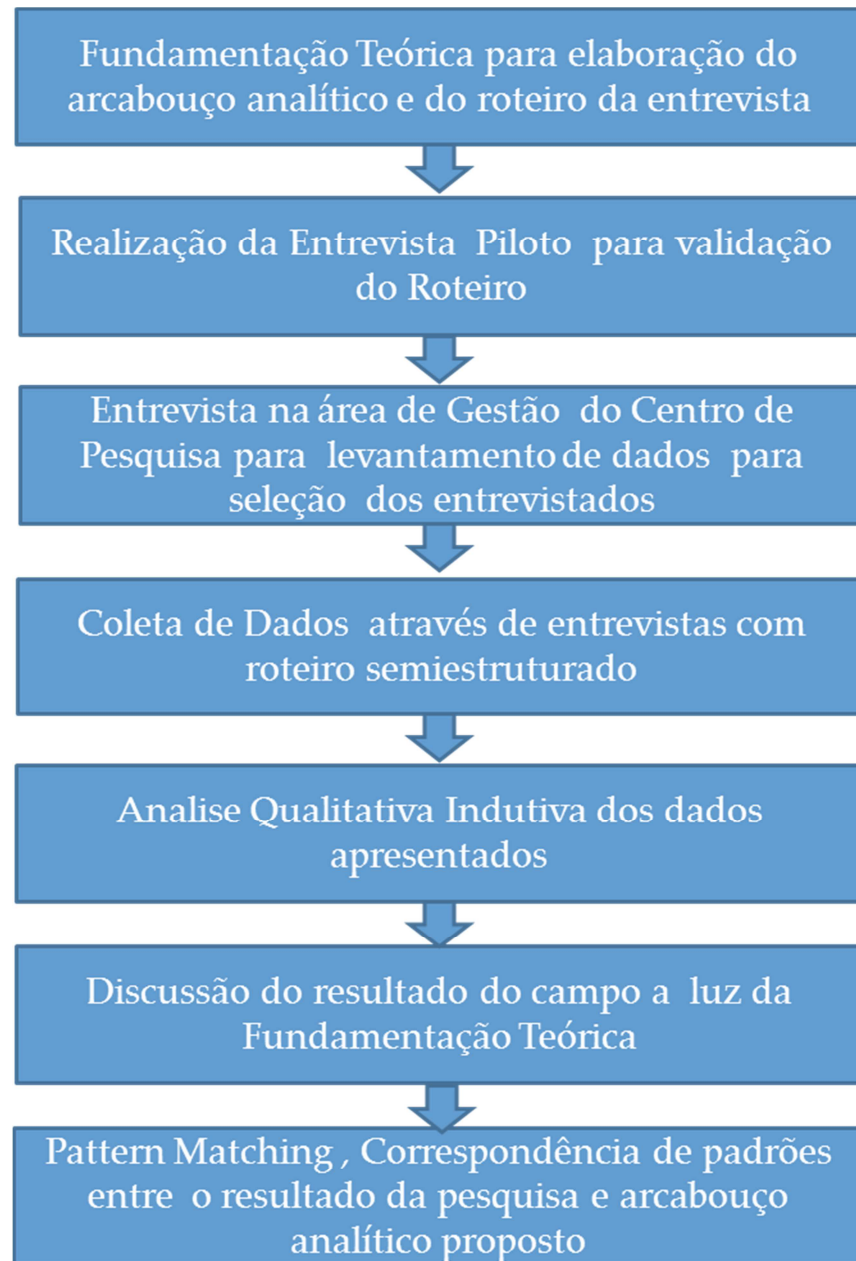 Fundamentação Teórica para elaboração do
arcabouço analítico e do roteiro da entrevista
Realização da Entrevista Piloto para validação
do Roteiro
Entrevista na área de Gestão do Centro de
Pesquisa para levantamento de dados para
seleção dos entrevistados
Coleta de Dados através de entrevistas com
roteiro semiestruturado
Analise Qualitativa Indutiva dos dados
apresentados
Discussão do resultado do campo a luz da
Fundamentação Teórica
Pattern Matching , Correspondência de padrões
entre o resultado da pesquisa e arcabouço
analítico proposto